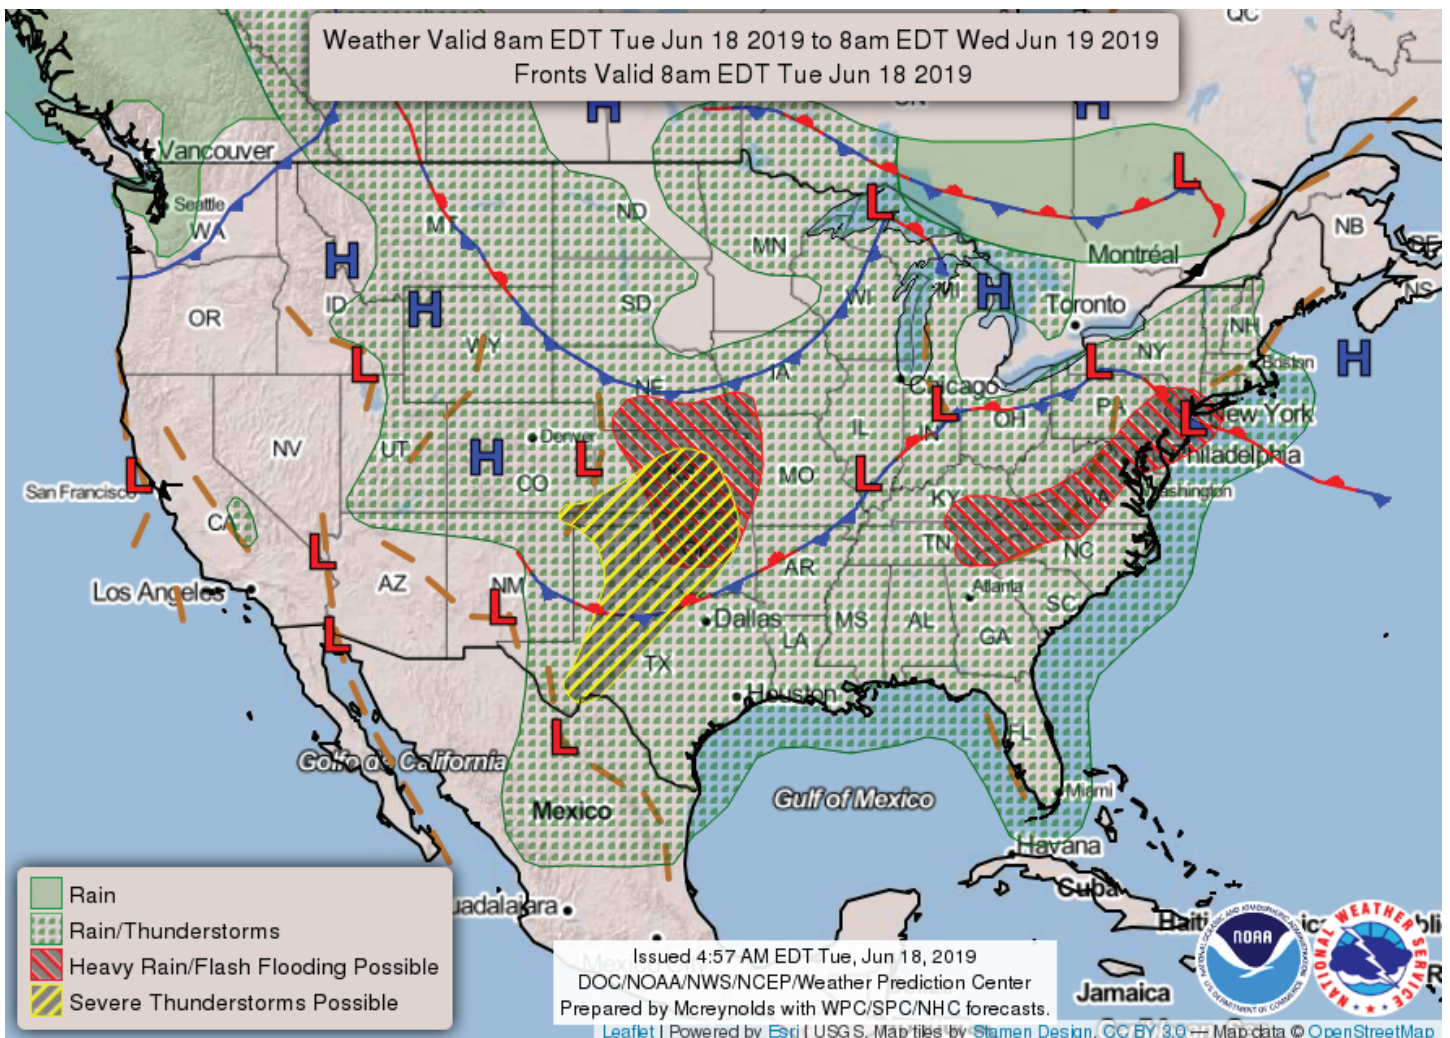 QC
Weather Valid 8am EDT Tue Jun 18 2019 to 8am EDT Wed Jun 19 2019
Fronts Valid 8am EDT Tue Jun 18 2019
H
H
Vancouver
L
Seattle
L
WA
MT
ND
NB
MN
Montréal
H
H
WI
MI
H
NS
ID
H
SD
Toronto
OR
NH
WY
NY
H
L
L
Boston
IA
NE
Chicago
L
PA
L
New York
OH
IL
IN
Denver
NV
UT
H
L
Philadelphia
CO
MO
L
San Francisco
L
KY
VA
Washington
CA
TN
NC
L
AZ
NM
AR
Atlanta
Los Angeles
L
SC
Dallas
MS
AL
L
LA
GA
TX
Houston
L
FL
Golfo de California
Mexico
Gulf of Mexico
Miami
Havana
Cuba
Rain
Rain/Thunderstorms
Heavy Rain/Flash Flooding Possible
Severe Thunderstorms Possible
uadalajara
Haiti
NOAA
NATIONAL WEATHER SERVICE
Jamaica
Issued 4:57 AM EDT Tue, Jun 18, 2019
DOC/NOAA/NWS/NCEP/Weather Prediction Center
Prepared by Mcreynolds with WPC/SPC/NHC forecasts.
Leaflet | Powered by Esri | USGS, Map tiles by Stamen Design, CC BY 3.0 — Map data © OpenStreetMap